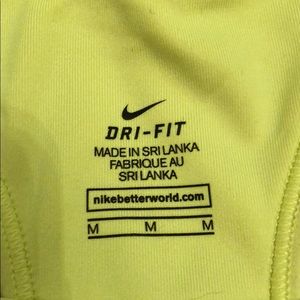 DRI-FIT
MADE IN SRI LANKA
FABRIQUE AU
SRI LANKA
nikebetterworld.com
M M M